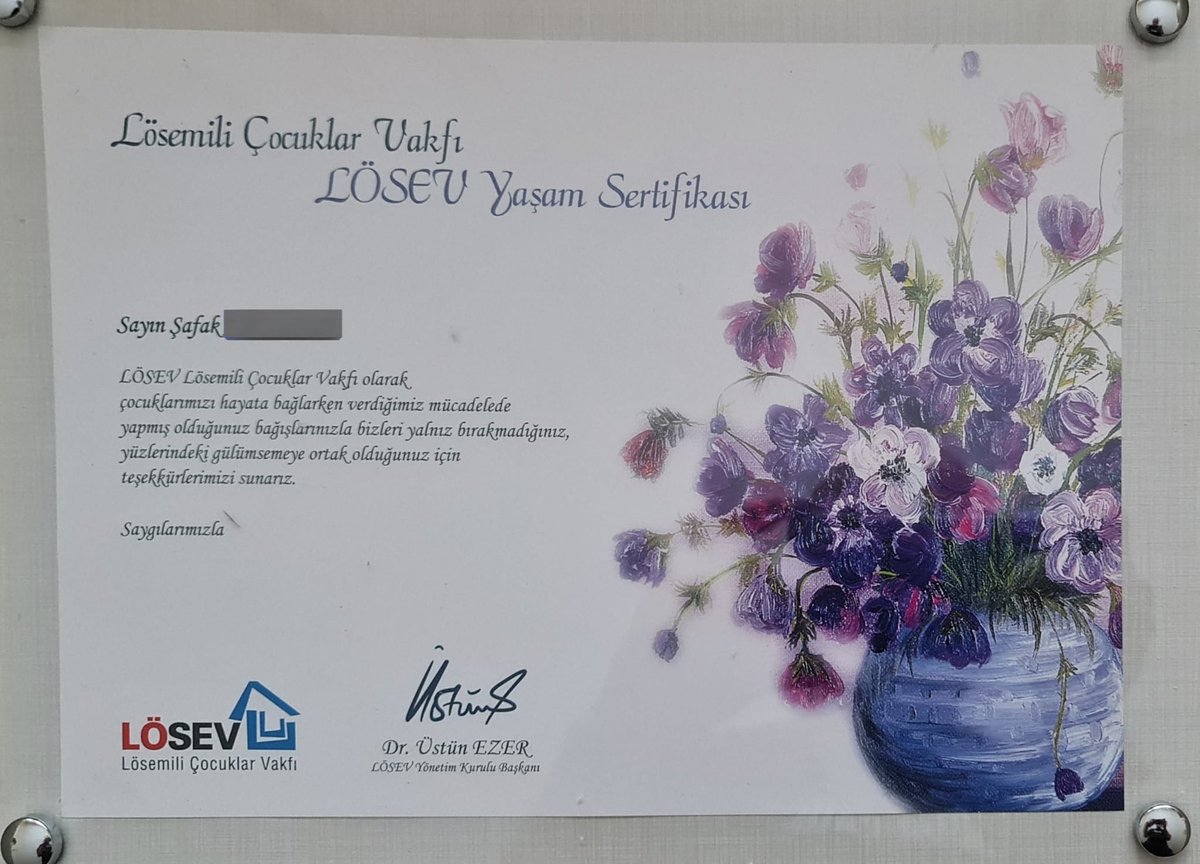 Lösemili Çocuklar Vakfı
LÖSEV Yaşam Sertifikası
Sayın Şafak
LÖSEV Lösemili Çocuklar Vakfı olarak
çocuklarımızı hayata bağlarken verdiğimiz mücadelede
yapmış olduğunuz bağışlarınızla bizleri yalnız bırakmadığınız,
yüzlerindeki gülümsemeye ortak olduğunuz için
teşekkürlerimizi sunarız.
Saygılarımızla
Üstün
Dr. Üstün EZER
LÖSEV Yönetim Kurulu Başkanı
LÖSEV
Lösemili Çocuklar Vakfı